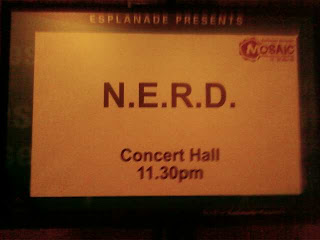 ESPLANADE PRESENTS
MOSAIC
N.E.R.D.
Concert Hall
11.30pm